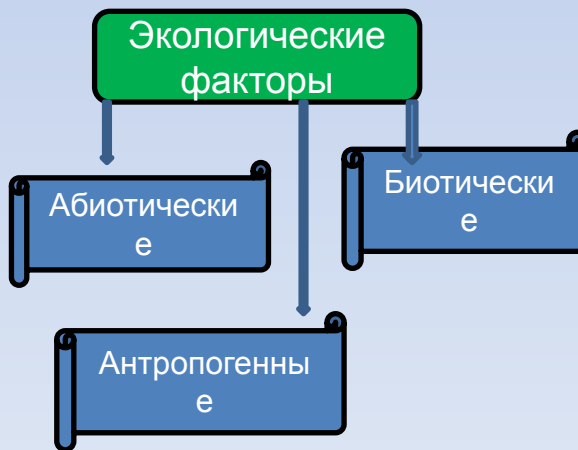 Экологические
факторы
Абиотически
е
Биотически
е
Антропогенны
е